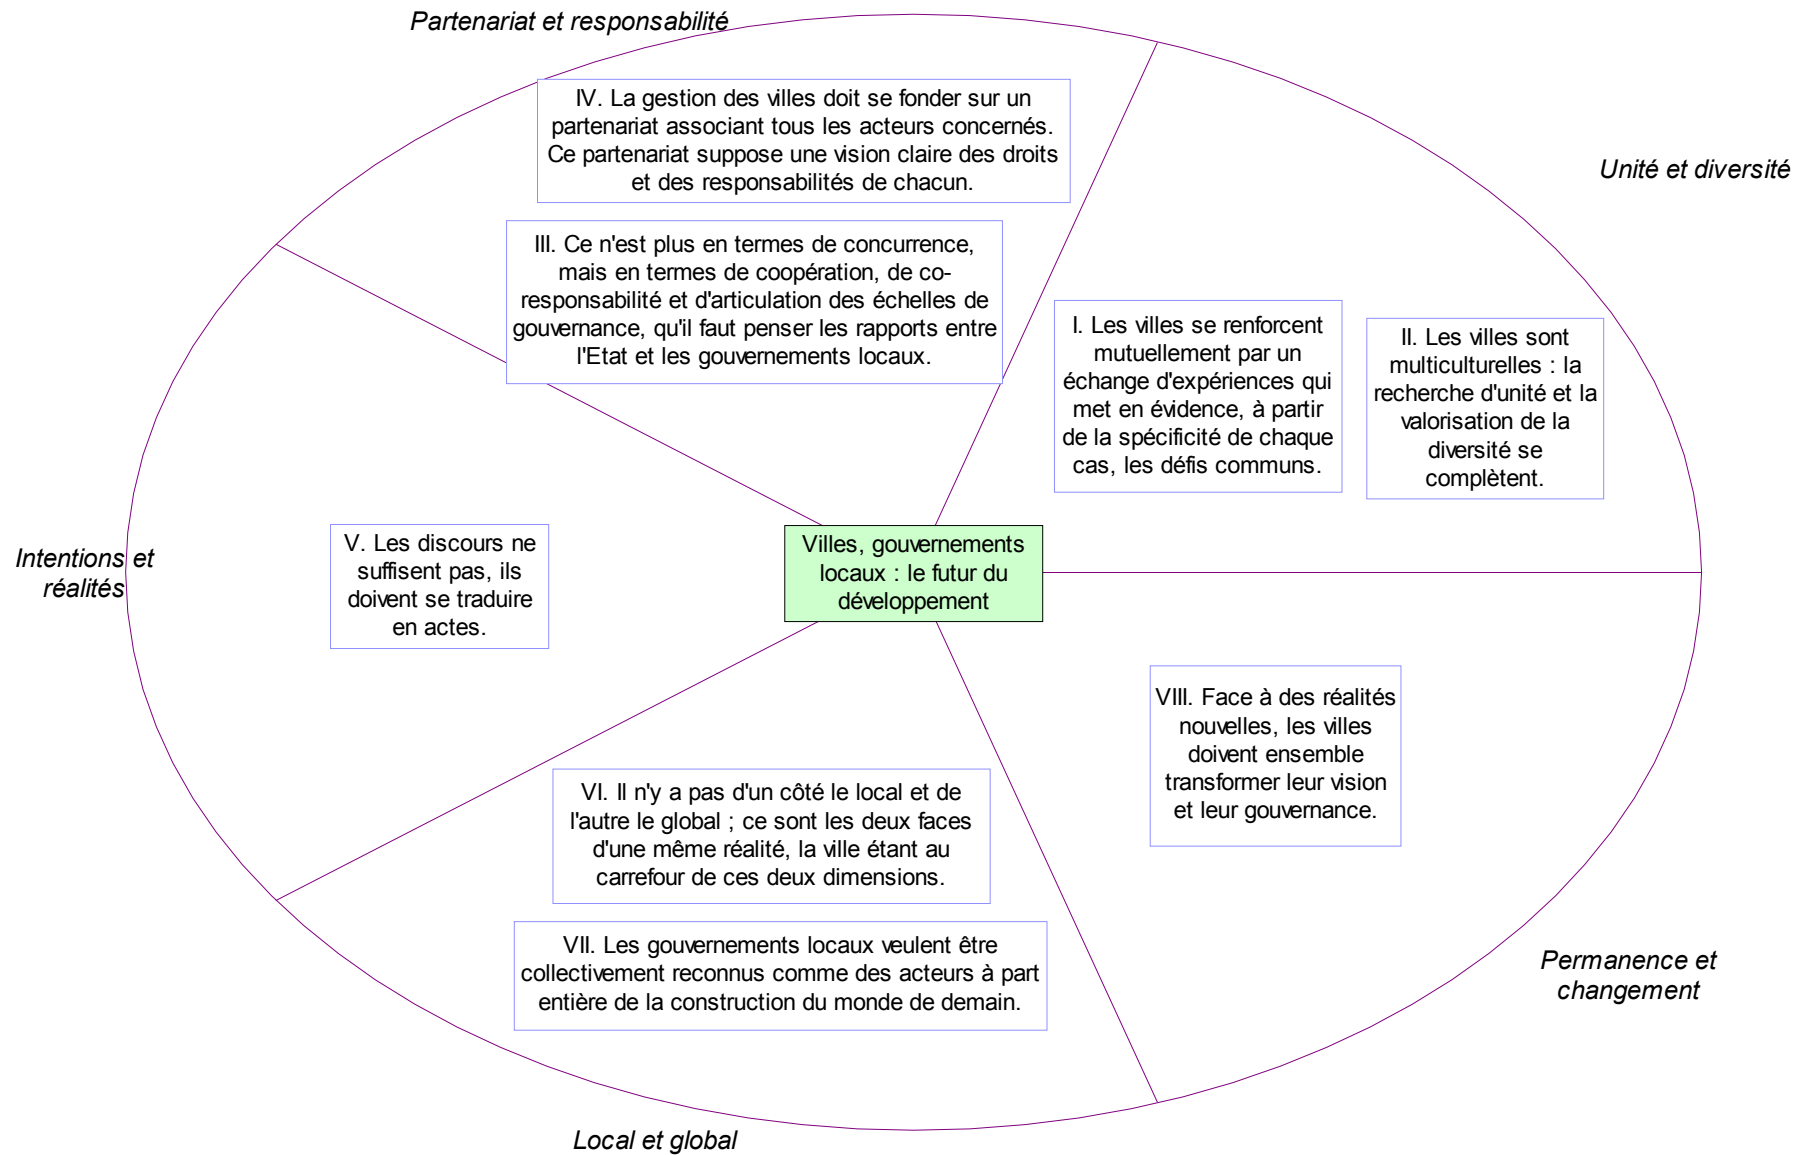 Partenariat et responsabilité
IV. La gestion des villes doit se fonder sur un
partenariat associant tous les acteurs concernés.
Ce partenariat suppose une vision claire des droits
et des responsabilités de chacun.
Unité et diversité
III. Ce n'est plus en termes de concurrence,
mais en termes de coopération, de co-
responsabilité et d'articulation des échelles de
gouvernance, qu'il faut penser les rapports entre
l'Etat et les gouvernements locaux.
I. Les villes se renforcent
mutuellement par un
échange d'expériences qui
met en évidence, à partir
de la spécificité de chaque
cas, les défis communs.
II. Les villes sont
multiculturelles : la
recherche d'unité et la
valorisation de la
diversité se
complètent.
Intentions et
réalités
V. Les discours ne
suffisent pas, ils
doivent se traduire
en actes.
Villes, gouvernements
locaux : le futur du
développement
VIII. Face à des réalités
nouvelles, les villes
doivent ensemble
transformer leur vision
et leur gouvernance.
VI. Il n'y a pas d'un côté le local et de
l'autre le global ; ce sont les deux faces
d'une même réalité, la ville étant au
carrefour de ces deux dimensions.
VII. Les gouvernements locaux veulent être
collectivement reconnus comme des acteurs à part
entière de la construction du monde de demain.
Permanence et
changement
Local et global